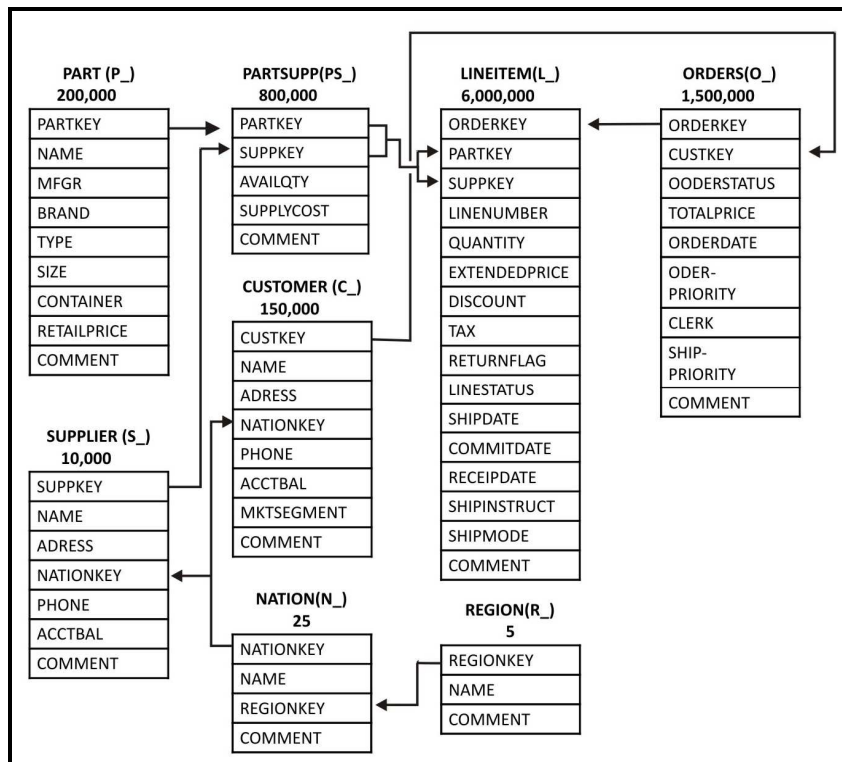 PART (P_)
200,000
PARTKEY
NAME
MFGR
BRAND
TYPE
SIZE
CONTAINER
RETAILPRICE
COMMENT
SUPPLIER (S_)
10,000
SUPPKEY
NAME
ADRESS
NATIONKEY
PHONE
ACCTBAL
COMMENT
PARTSUPP(PS_)
800,000
PARTKEY
SUPPKEY
AVAILQTY
SUPPLYCOST
COMMENT
CUSTOMER (C_)
150,000
CUSTKEY
NAME
ADRESS
NATIONKEY
PHONE
ACCTBAL
MKTSEGMENT
COMMENT
NATION(N_)
25
NATIONKEY
NAME
REGIONKEY
COMMENT
LINEITEM(L_)
6,000,000
ORDERKEY
PARTKEY
SUPPKEY
LINENUMBER
QUANTITY
EXTENDEDPRICE
DISCOUNT
TAX
RETURNFLAG
LINESTATUS
SHIPDATE
COMMITDATE
RECEIPDATE
SHIPINSTRUCT
SHIPMODE
COMMENT
REGION(R_)
5
REGIONKEY
NAME
COMMENT
ORDERS(O_)
1,500,000
ORDERKEY
CUSTKEY
OODERSTATUS
TOTALPRICE
ORDERDATE
ODER-
PRIORITY
CLERK
SHIP-
PRIORITY
COMMENT